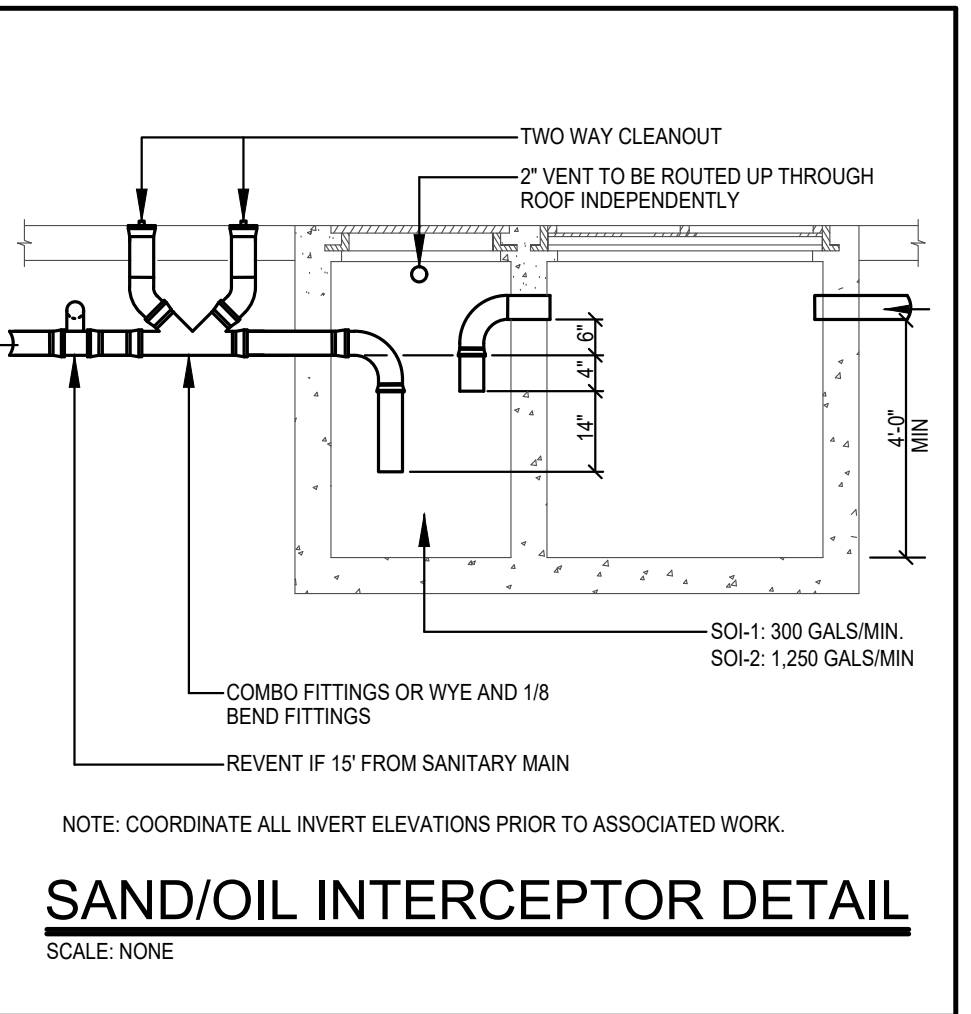 TWO WAY CLEANOUT
2" VENT TO BE ROUTED UP THROUGH
ROOF INDEPENDENTLY
6"
4"
14"
4'-0"
MIN
SOI-1: 300 GALS/MIN.
SOI-2: 1,250 GALS/MIN
COMBO FITTINGS OR WYE AND 1/8
BEND FITTINGS
REVENT IF 15' FROM SANITARY MAIN
NOTE: COORDINATE ALL INVERT ELEVATIONS PRIOR TO ASSOCIATED WORK.
SAND/OIL INTERCEPTOR DETAIL
SCALE: NONE